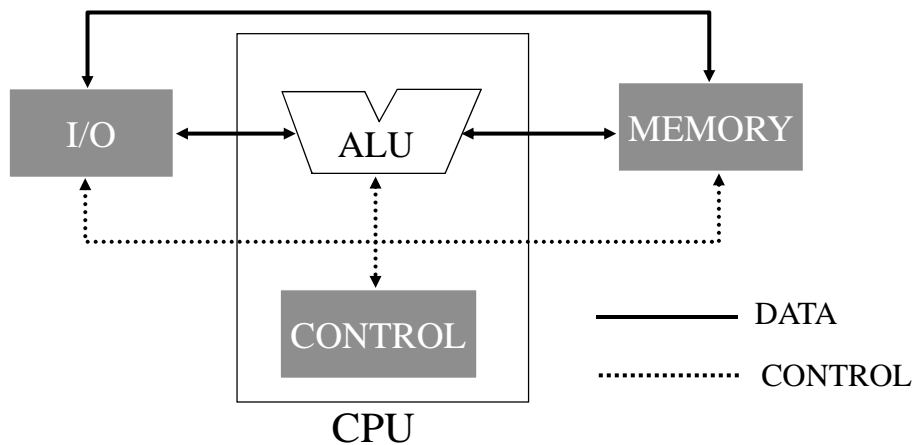 I/O
ALU
MEMORY
CONTROL
CPU
DATA
CONTROL